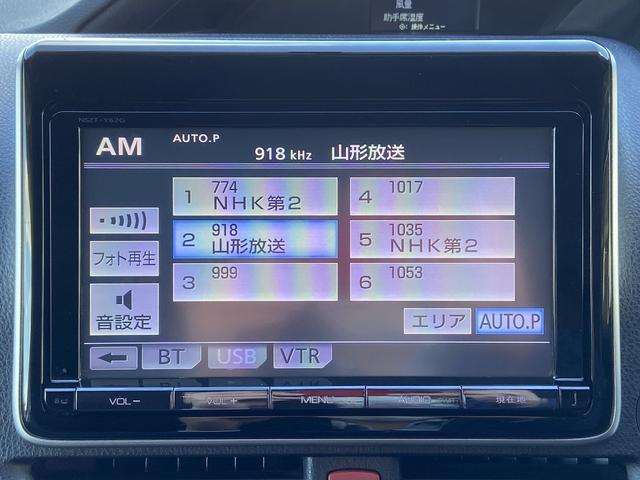 風量
助手席温度
操作メニュー
NSZT-Y62G
AM AUTO.P
918 kHz 山形放送
1 774 NHK第2
4 1017
2 918 山形放送
5 1035 NHK第2
3 999
6 1053
フォト再生
音設定
エリア AUTO.P
BT USB VTR
VOL− VOL+ MENU AUDIO 現在地